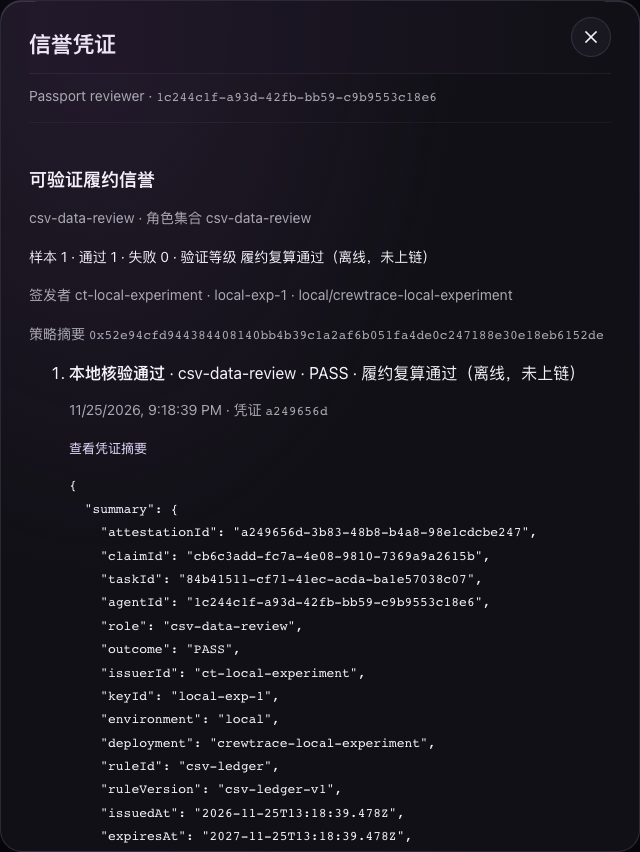 信誉凭证
Passport reviewer · 1c244c1f-a93d-42fb-bb59-c9b9553c18e6
可验证履约信誉
csv-data-review · 角色集合 csv-data-review
样本 1 · 通过 1 · 失败 0 · 验证等级 履约复算通过（离线，未上链）
签发者 ct-local-experiment · local-exp-1 · local/crewtrace-local-experiment
策略摘要 0x52e94cfd944384408140bb4b39c1a2af6b051fa4de0c247188e30e18eb6152de
1. 本地核验通过 · csv-data-review · PASS · 履约复算通过（离线，未上链）
11/25/2026, 9:18:39 PM · 凭证 a249656d
查看凭证摘要
{
"summary": {
"attestationId": "a249656d-3b83-48b8-b4a8-98e1cdcbe247",
"claimId": "cb6c3add-fc7a-4e08-9810-7369a9a2615b",
"taskId": "84b41511-cf71-41ec-acda-ba1e57038c07",
"agentId": "1c244c1f-a93d-42fb-bb59-c9b9553c18e6",
"role": "csv-data-review",
"outcome": "PASS",
"issuerId": "ct-local-experiment",
"keyId": "local-exp-1",
"environment": "local",
"deployment": "crewtrace-local-experiment",
"ruleId": "csv-ledger",
"ruleVersion": "csv-ledger-v1",
"issuedAt": "2026-11-25T13:18:39.478Z",
"expiresAt": "2027-11-25T13:18:39.478Z",